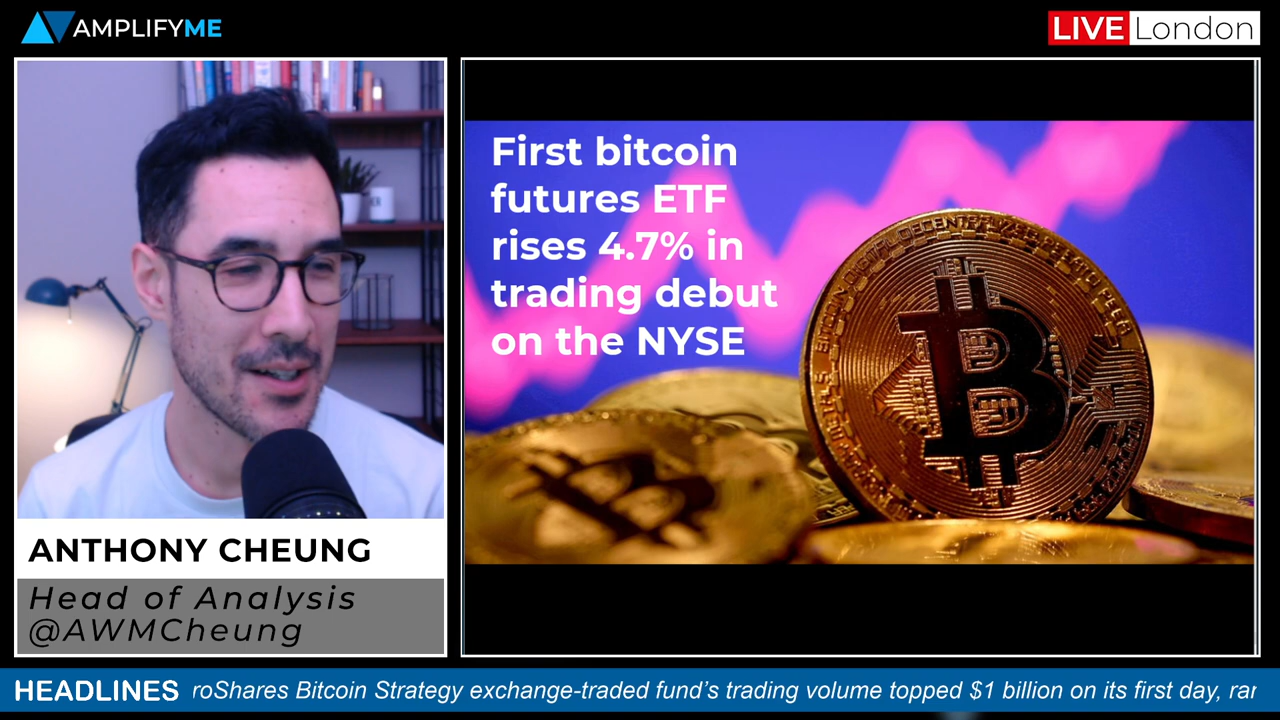 AMPLIFYME
LIVE London
First bitcoin
futures ETF
rises 4.7% in
trading debut
on the NYSE
ANTHONY CHEUNG
Head of Analysis
@AWMCheung
HEADLINES roShares Bitcoin Strategy exchange-traded fund’s trading volume topped $1 billion on its first day, rar